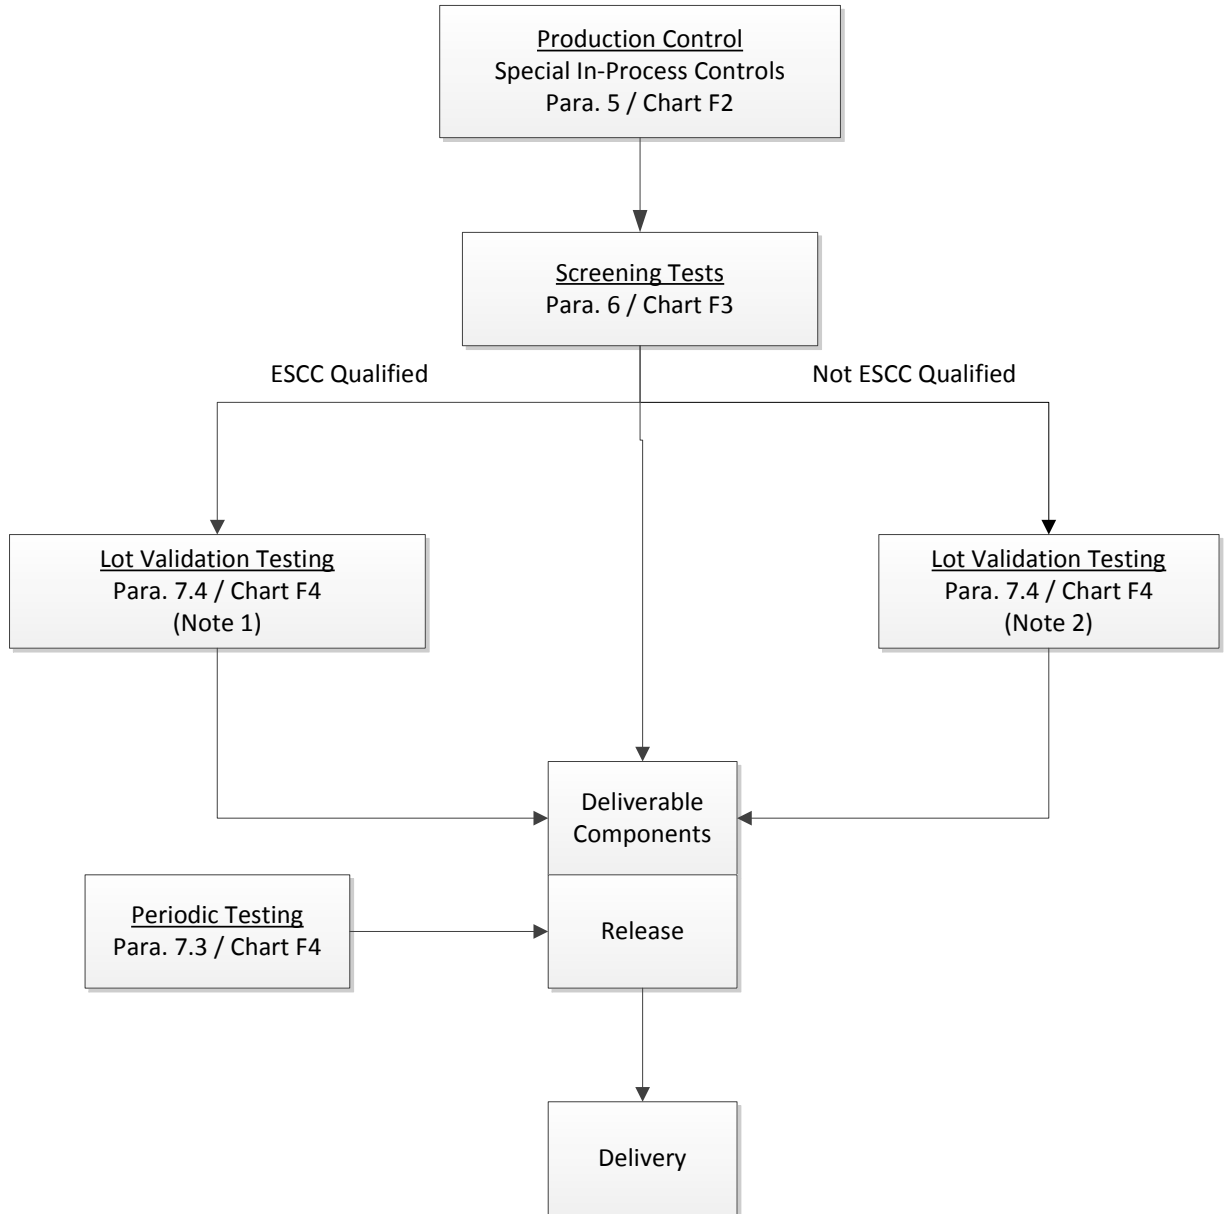 Production Control
Special In-Process Controls
Para. 5 / Chart F2
Screening Tests
Para. 6 / Chart F3
ESCC Qualified
Not ESCC Qualified
Lot Validation Testing
Para. 7.4 / Chart F4
(Note 1)
Lot Validation Testing
Para. 7.4 / Chart F4
(Note 2)
Deliverable
Components
Periodic Testing
Para. 7.3 / Chart F4
Release
Delivery